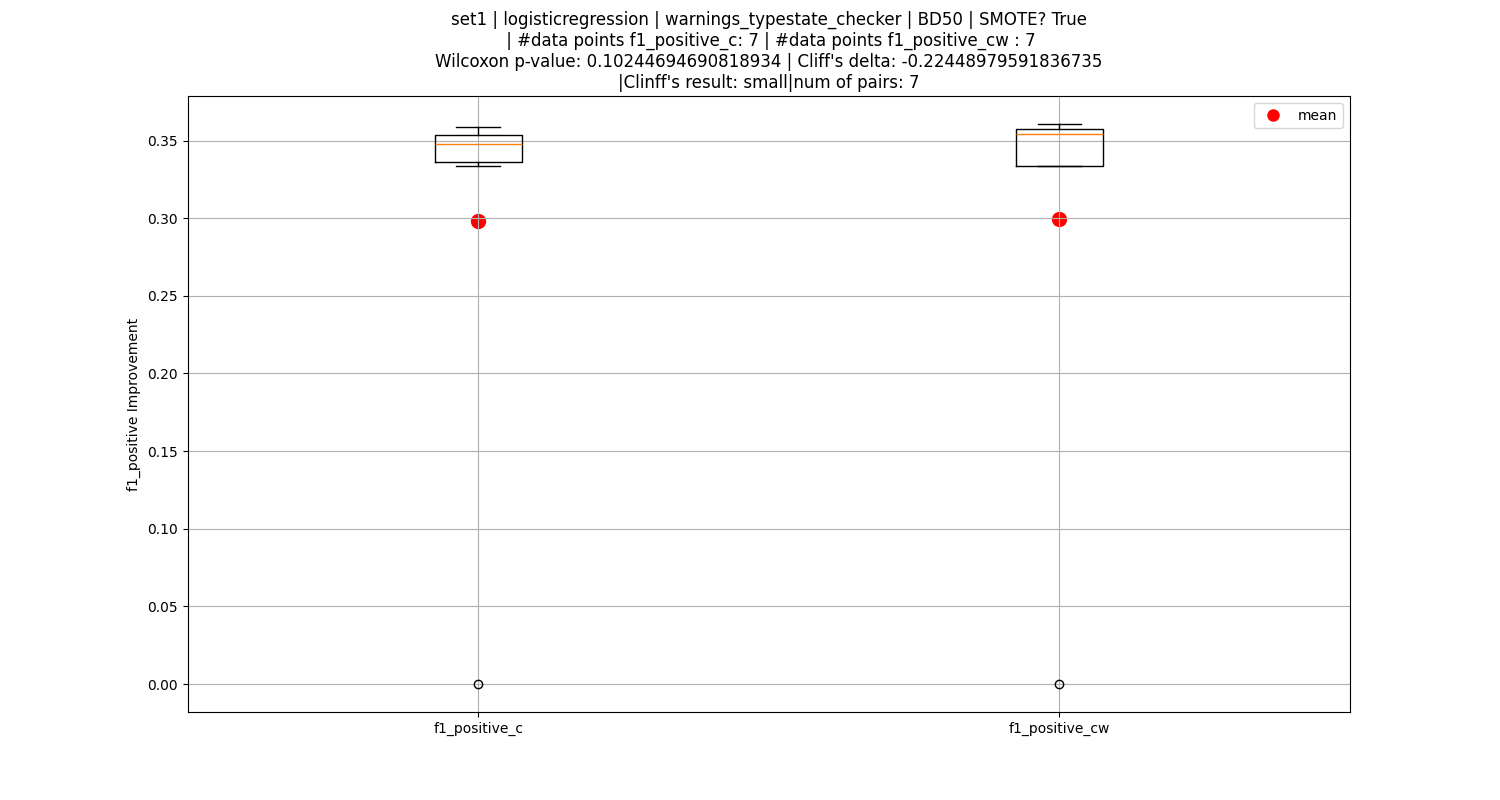 set1 | logisticregression | warnings_typestate_checker | BD50 | SMOTE? True
| #data points f1_positive_c: 7 | #data points f1_positive_cw : 7
Wilcoxon p-value: 0.10244694690818934 | Cliff's delta: -0.22448979591836735
|Clinff's result: small|num of pairs: 7
mean
f1_positive Improvement
0.35
0.30
0.25
0.20
0.15
0.10
0.05
0.00
f1_positive_c
f1_positive_cw